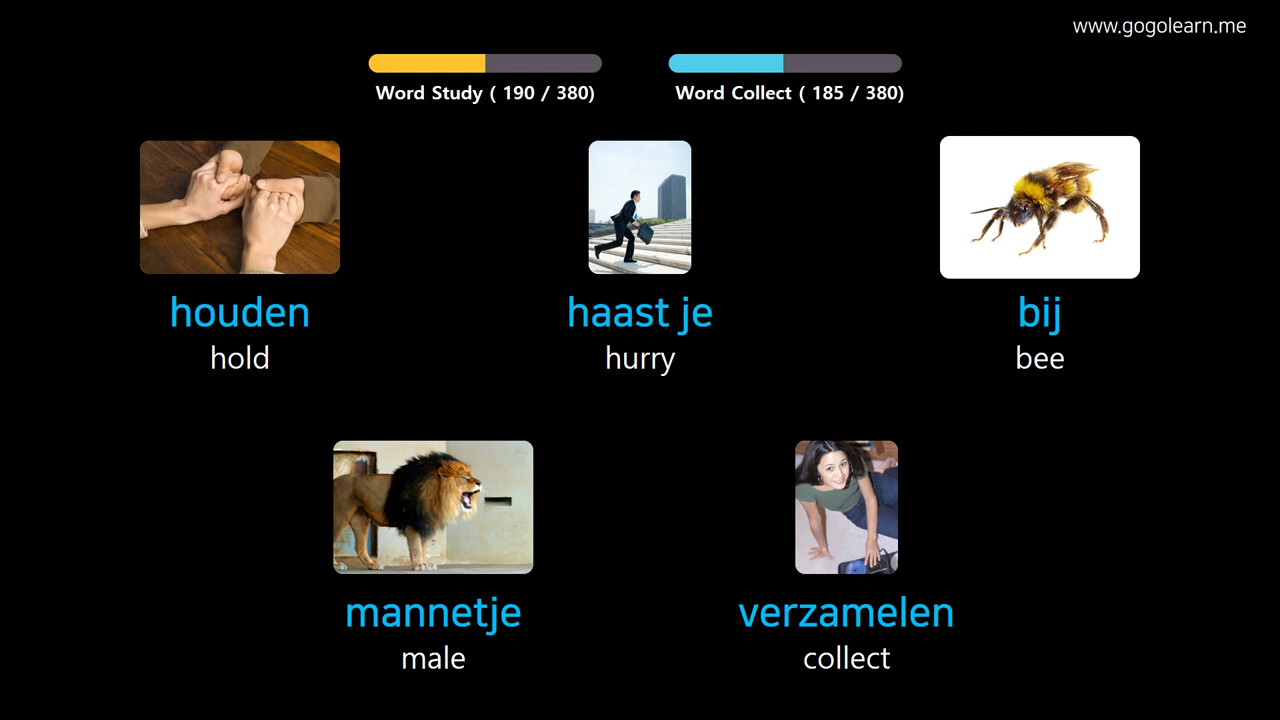 www.gogolearn.me
Word Study ( 190 / 380)
Word Collect ( 185 / 380)
houden
hold
haast je
hurry
bij
bee
mannetje
male
verzamelen
collect